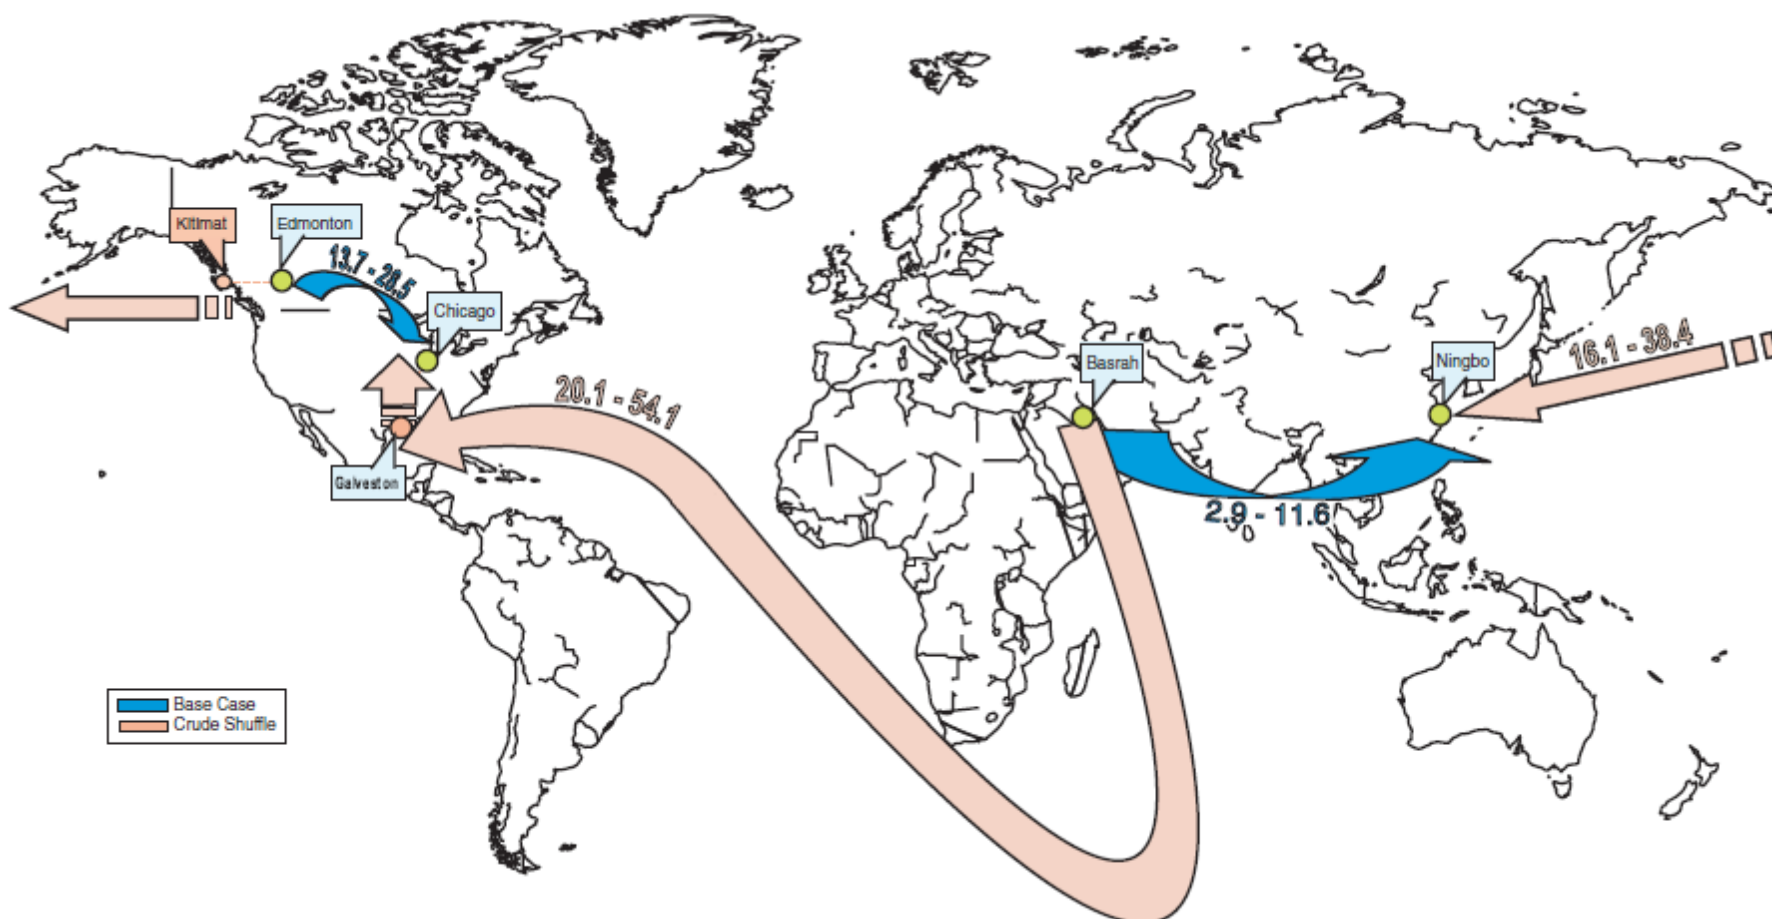 Kitimat
Edmonton
13.7 - 28.5
Chicago
20.1 - 54.1
Galveston
Basrah
Ningbo
16.1 - 38.4
2.9 - 11.6
Base Case
Crude Shuffle